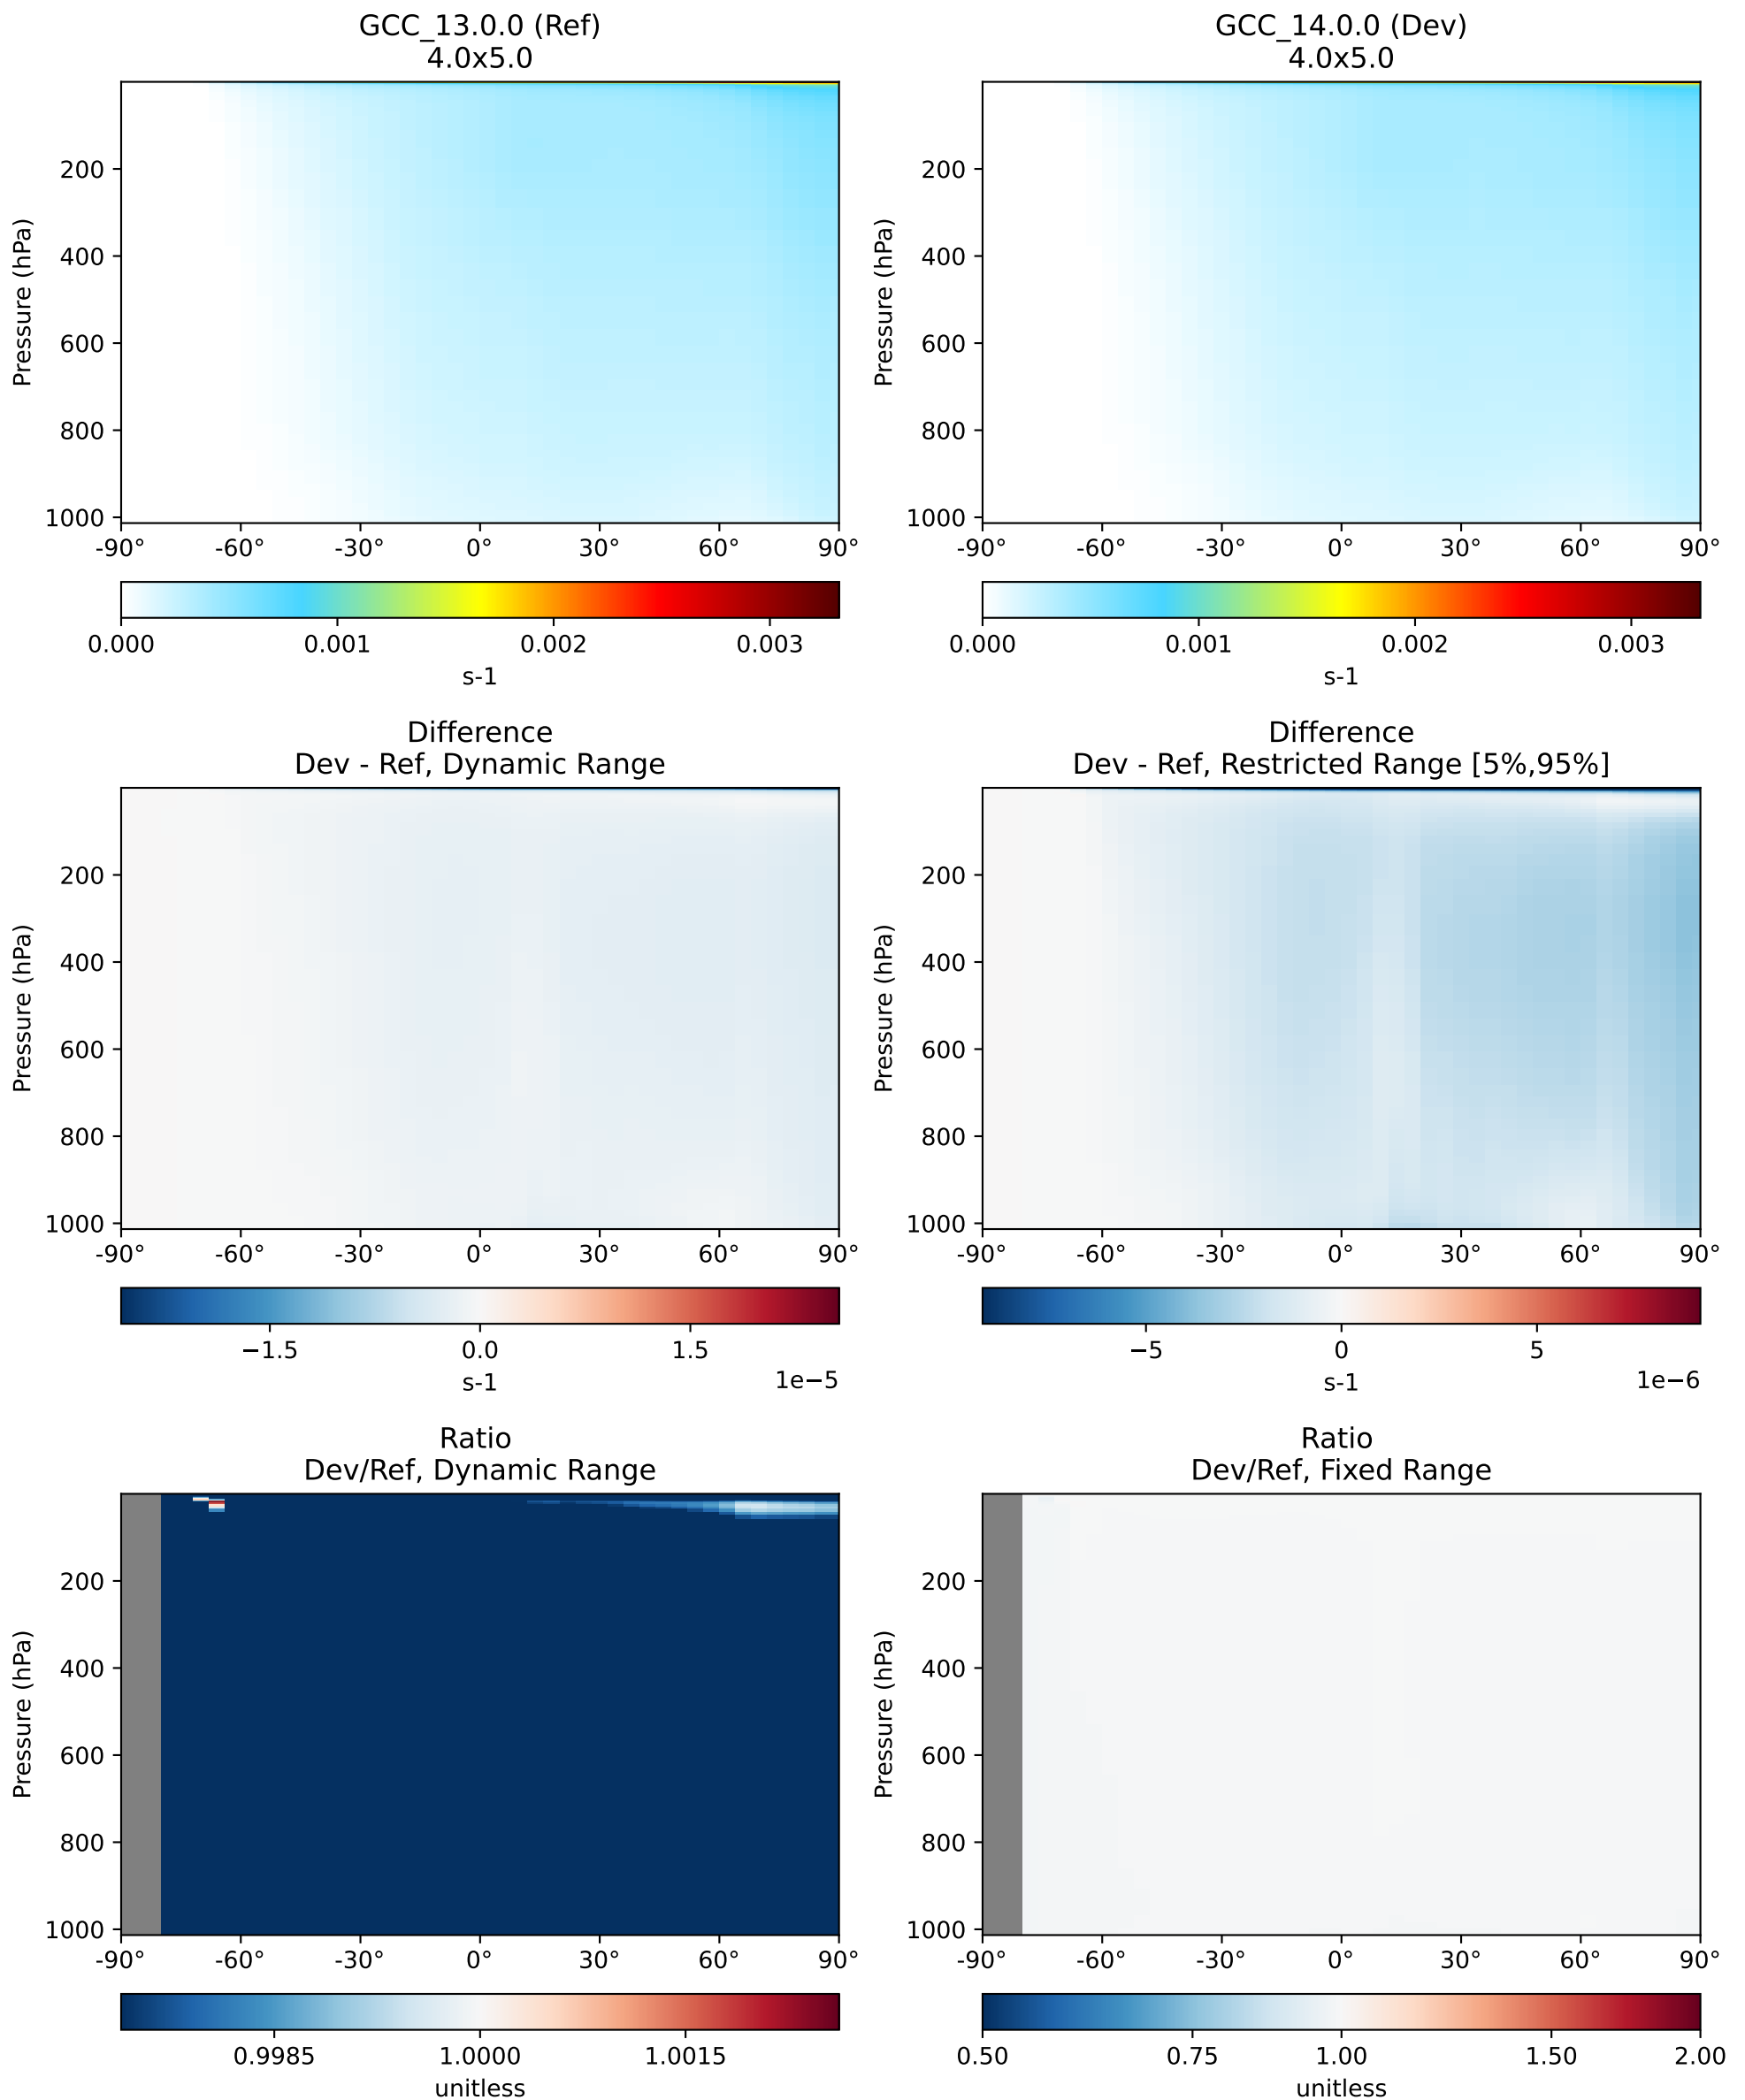 GCC_13.0.0 (Ref)
4.0x5.0
Pressure (hPa)
200
400
600
800
1000
-90° -60° -30° 0° 30° 60° 90°
0.000 0.001 0.002 0.003
s-1
GCC_14.0.0 (Dev)
4.0x5.0
Pressure (hPa)
200
400
600
800
1000
-90° -60° -30° 0° 30° 60° 90°
0.000 0.001 0.002 0.003
s-1
Difference
Dev - Ref, Dynamic Range
Pressure (hPa)
200
400
600
800
1000
-90° -60° -30° 0° 30° 60° 90°
−1.5 0.0 1.5
s-1 1e−5
Difference
Dev - Ref, Restricted Range [5%,95%]
Pressure (hPa)
200
400
600
800
1000
-90° -60° -30° 0° 30° 60° 90°
−5 0 5
s-1 1e−6
Ratio
Dev/Ref, Dynamic Range
Pressure (hPa)
200
400
600
800
1000
-90° -60° -30° 0° 30° 60° 90°
0.9985 1.0000 1.0015
unitless
Ratio
Dev/Ref, Fixed Range
Pressure (hPa)
200
400
600
800
1000
-90° -60° -30° 0° 30° 60° 90°
0.50 0.75 1.00 1.50 2.00
unitless